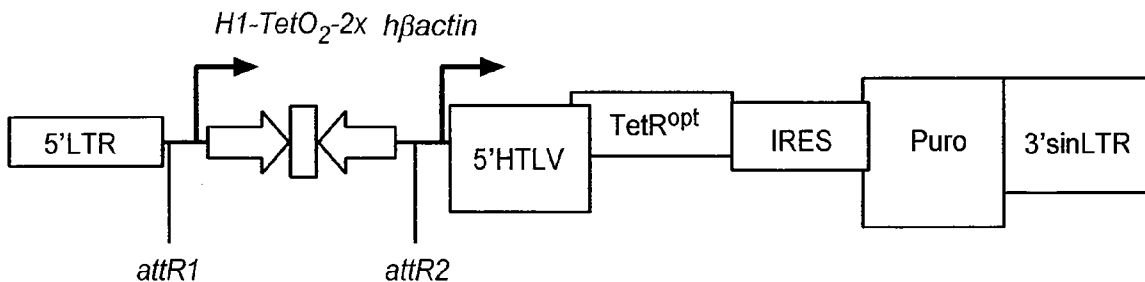 H1-TetO2-2x hβactin
5'LTR
5'HTLV
TetRopt
IRES
Puro
3'sinLTR
attR1
attR2